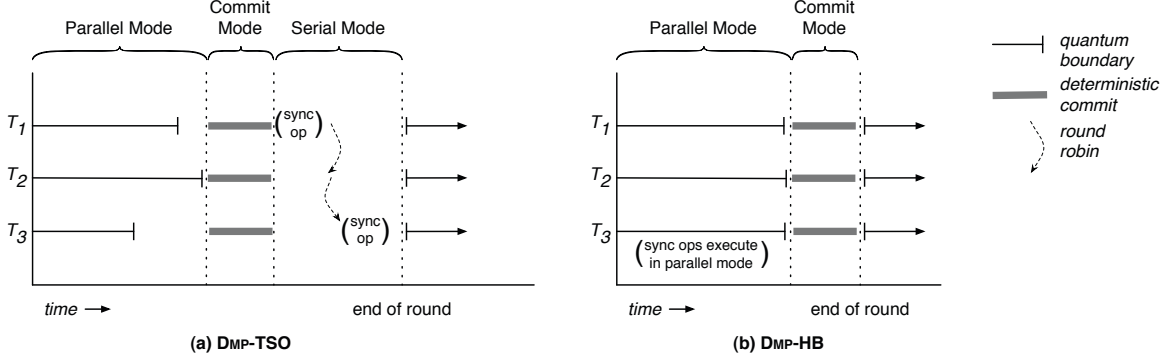 Parallel Mode
Commit
Mode
Serial Mode
T1
T2
T3
(sync
op)
(sync
op)
time
end of round
(a) DMP-TSO
Parallel Mode
Commit
Mode
T1
T2
T3
(sync ops execute
in parallel mode)
time
end of round
(b) DMP-HB
quantum
boundary
deterministic
commit
round
robin